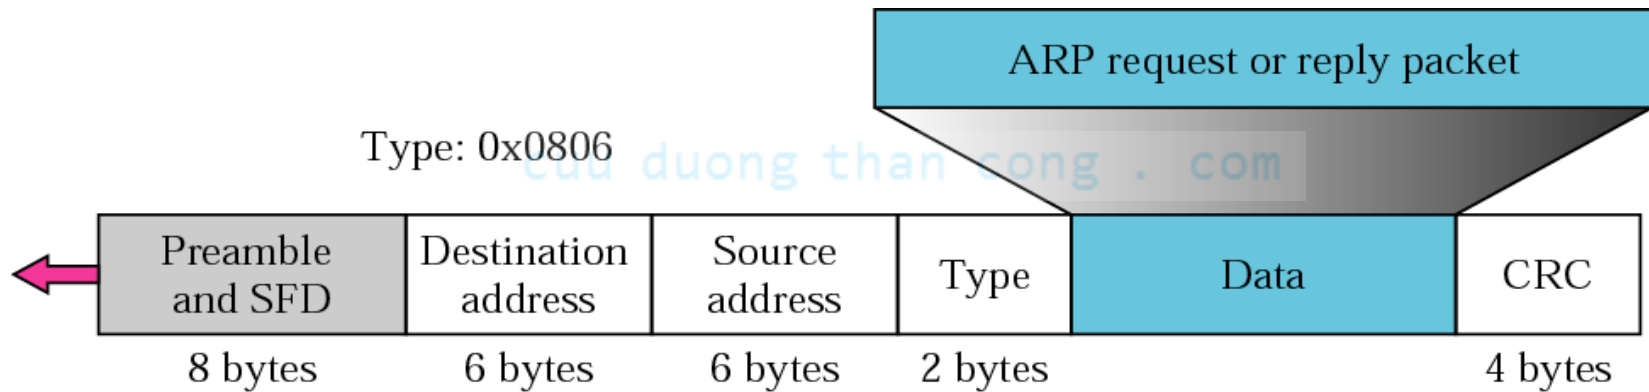 ARP request or reply packet
Type: 0x0806
cuu duong than cong . com
Preamble
and SFD
Destination
address
Source
address
Type
Data
CRC
8 bytes
6 bytes
6 bytes
2 bytes
4 bytes